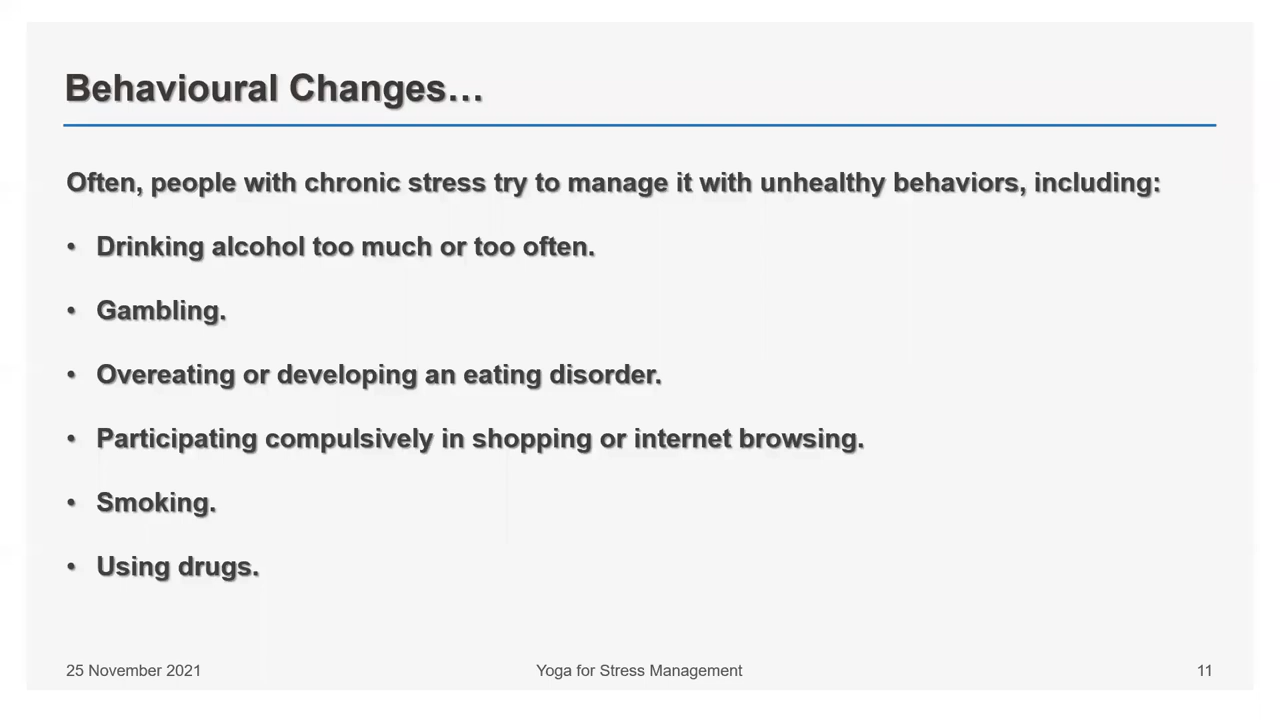 Behavioural Changes…
Often, people with chronic stress try to manage it with unhealthy behaviors, including:
• Drinking alcohol too much or too often.
• Gambling.
• Overeating or developing an eating disorder.
• Participating compulsively in shopping or internet browsing.
• Smoking.
• Using drugs.
25 November 2021 Yoga for Stress Management 11